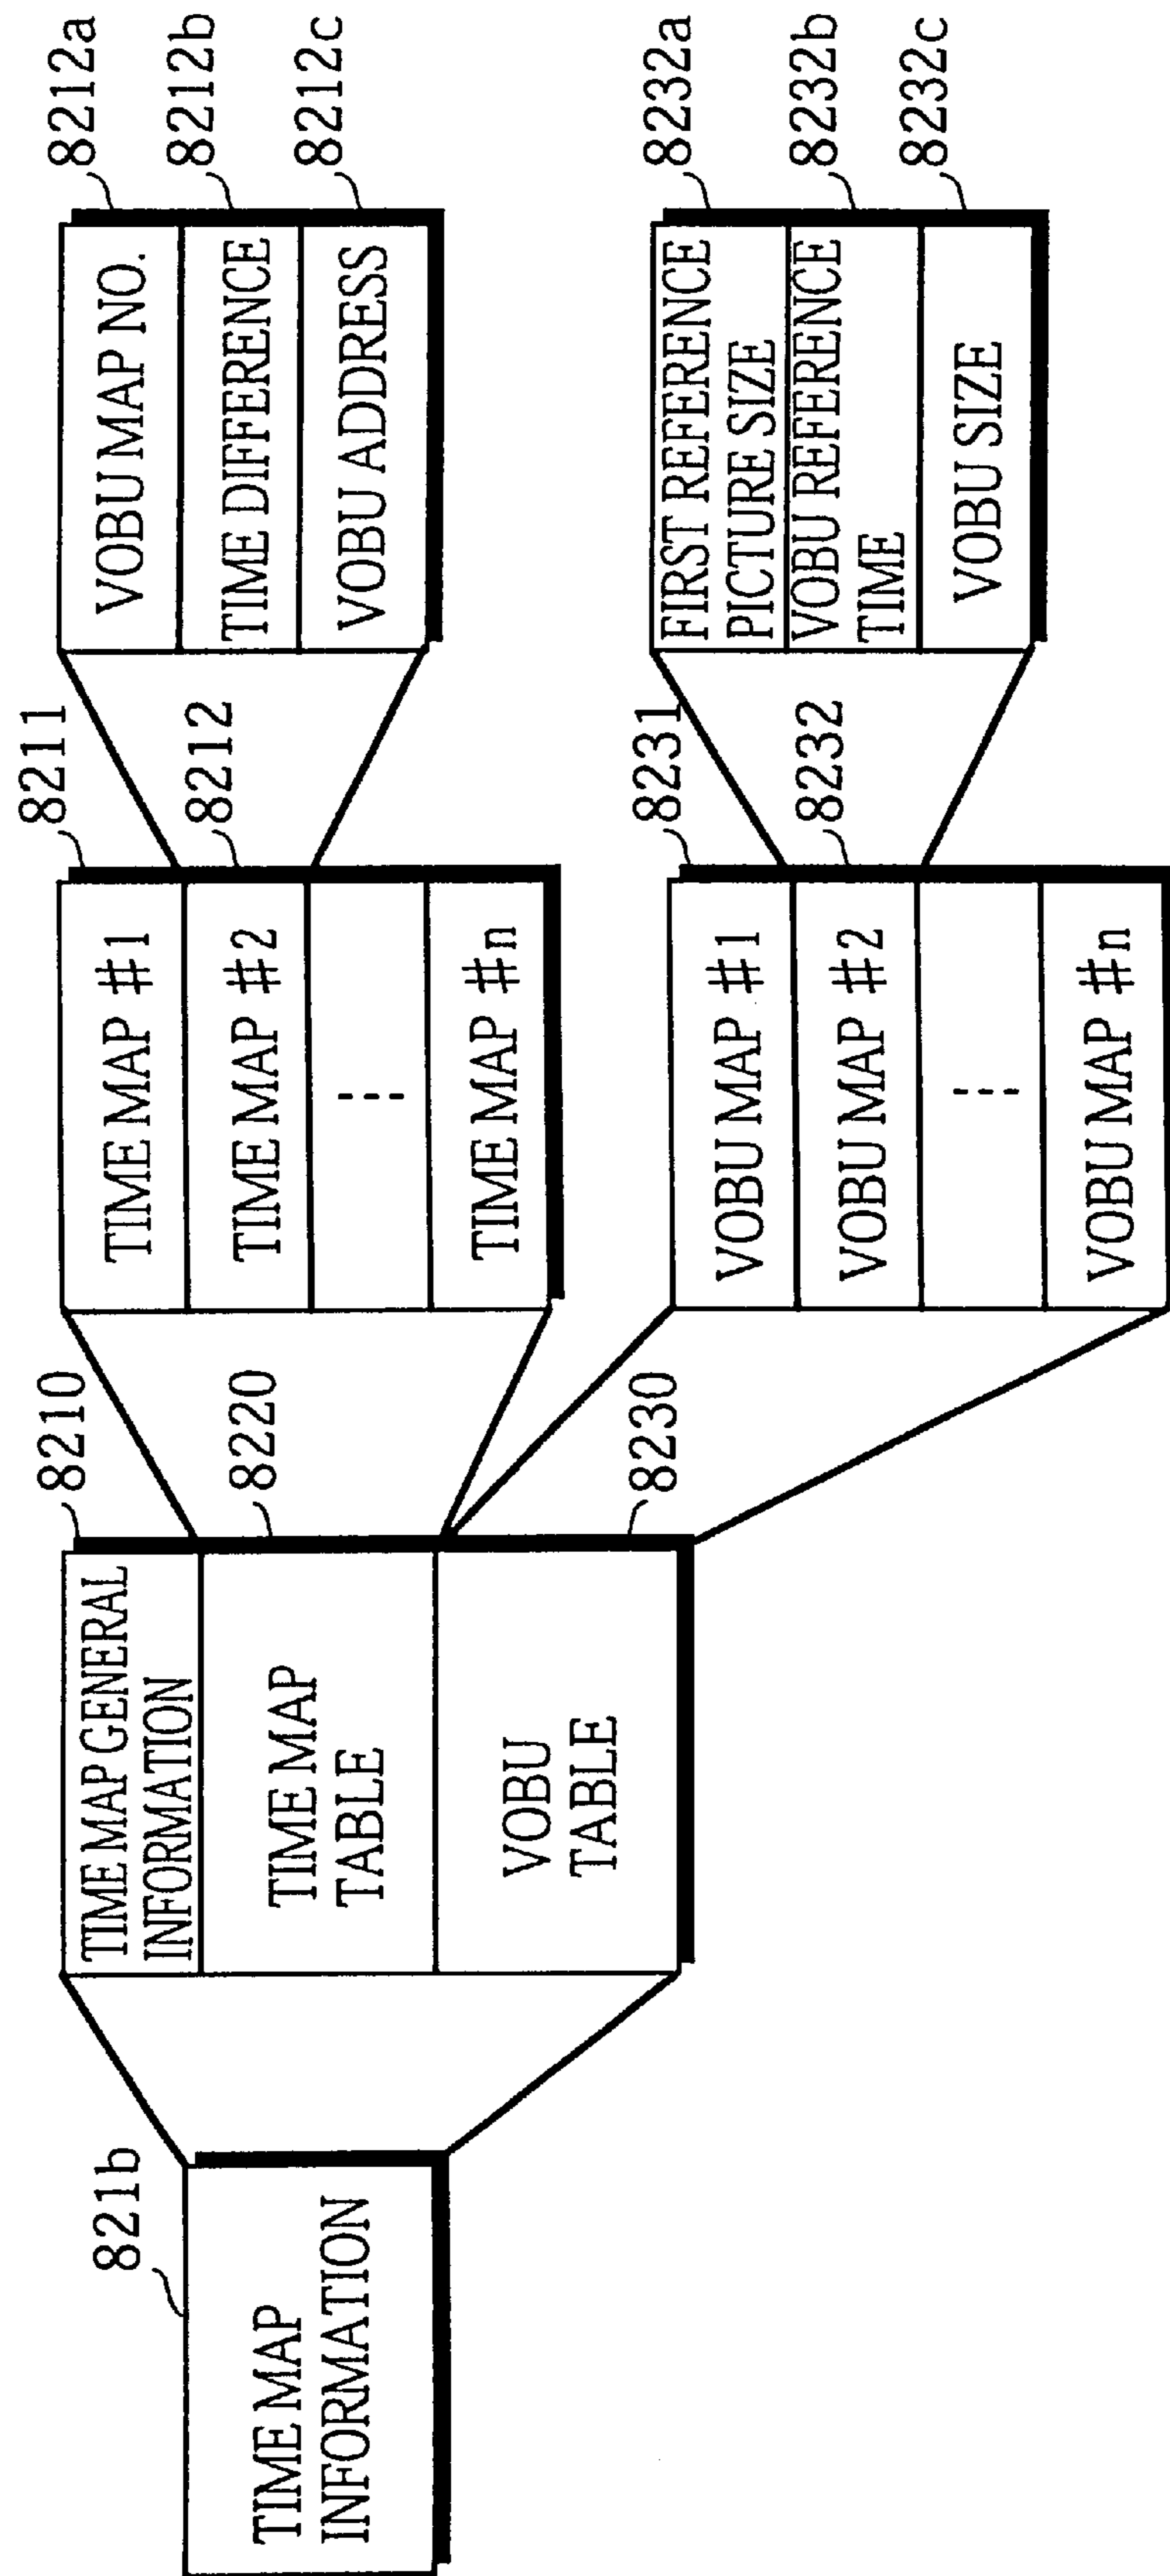 821b
TIME MAP
INFORMATION
8210
TIME MAP GENERAL
INFORMATION
8220
TIME MAP
TABLE
8230
VOBU
TABLE
8211
TIME MAP #1
8212
TIME MAP #2
TIME MAP #n
8231
VOBU MAP #1
8232
VOBU MAP #2
VOBU MAP #n
8212a
VOBU MAP NO.
8212b
TIME DIFFERENCE
8212c
VOBU ADDRESS
8232a
FIRST REFERENCE
PICTURE SIZE
8232b
VOBU REFERENCE
TIME
8232c
VOBU SIZE